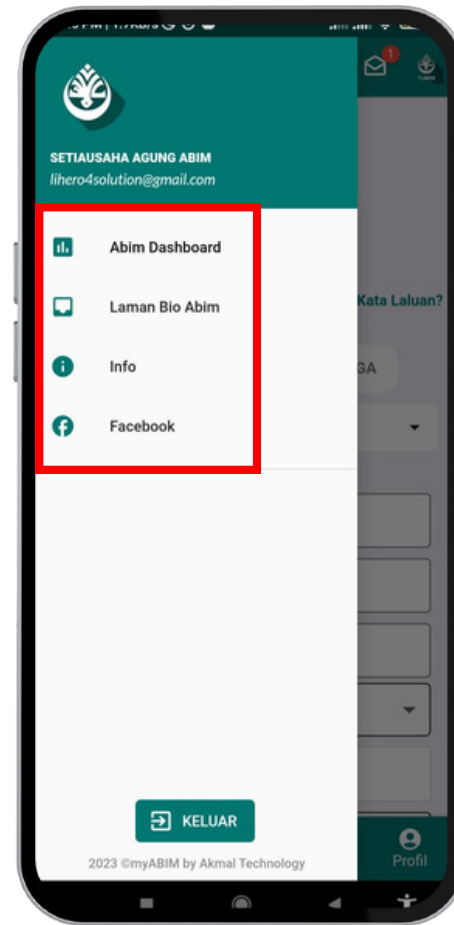 1
SETIAUSAHA AGUNG ABIM
lihero4solution@gmail.com
Abim Dashboard
Laman Bio Abim
Kata Laluan?
Info
GA
Facebook
KELUAR
2023 ©myABIM by Akmal Technology
Profil